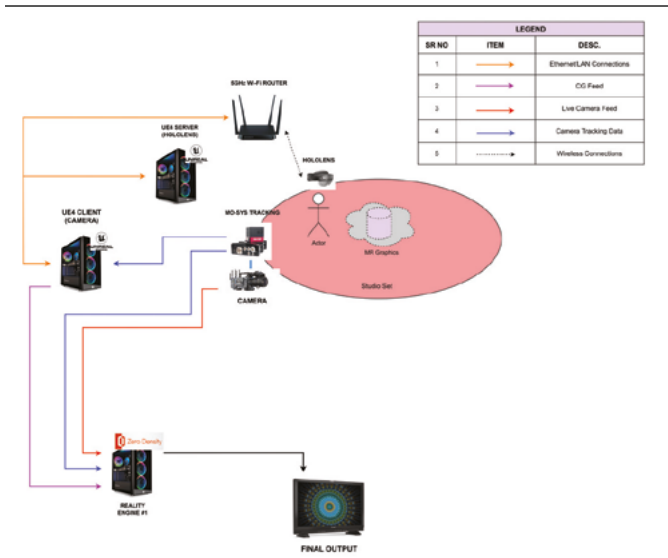 LEGEND
SR NO ITEM DESC.
1 Ethernet/LAN Connections
2 CG Feed
3 Live Camera Feed
4 Camera Tracking Data
5 Wireless Connections
5GHz Wi-Fi ROUTER
UE4 SERVER
(HOLOLENS)
HOLOLENS
UE4 CLIENT
(CAMERA)
MO-SYS TRACKING
Actor
MR Graphics
Studio Set
CAMERA
Zero Density
REALITY
ENGINE #1
FINAL OUTPUT